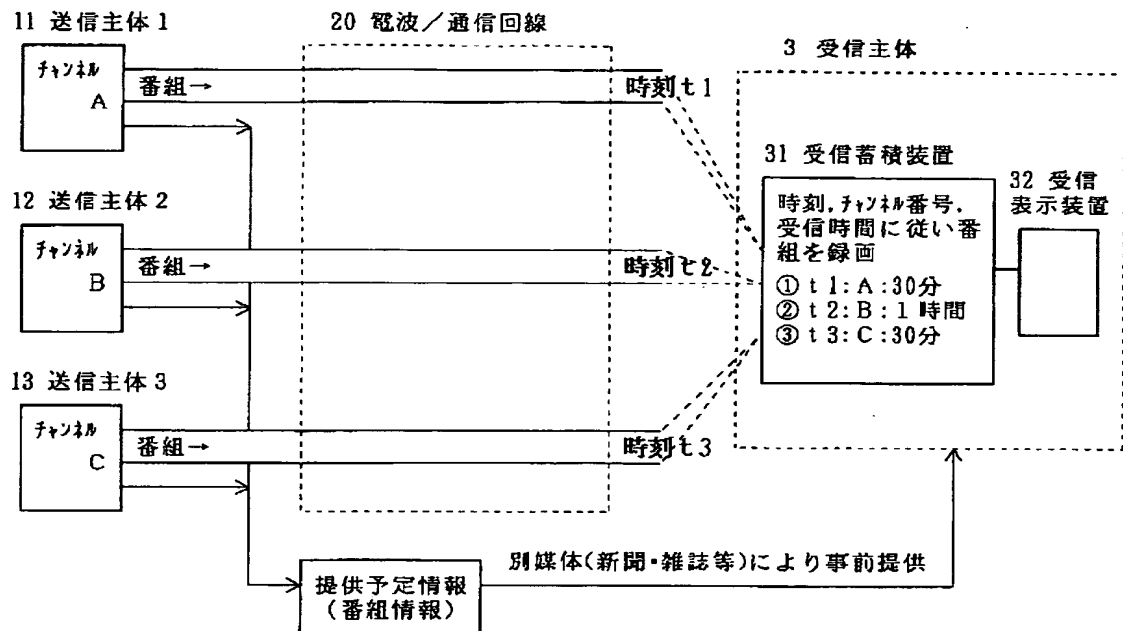 11 送信主体1
チャンネル
A
番組→
20 電波／通信回線
時刻t1
3 受信主体
12 送信主体2
チャンネル
B
番組→
時刻t2
31 受信蓄積装置
時刻,チャンネル番号,
受信時間に従い番
組を録画
① t1:A:30分
② t2:B:1時間
③ t3:C:30分
32 受信
表示装置
13 送信主体3
チャンネル
C
番組→
時刻t3
提供予定情報
(番組情報)
別媒体(新聞・雑誌等)により事前提供